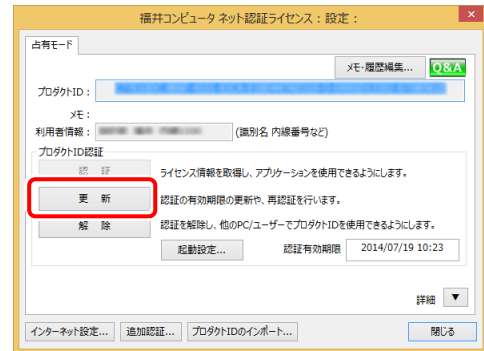 福井コンピュータ ネット認証ライセンス：設定：
占有モード
メモ・履歴編集... Q&A
プロダクトID：
メモ：
利用者情報： (識別名 内線番号など)
プロダクトID認証
認 証 ライセンス情報を取得し、アプリケーションを使用できるようにします。
更 新 認証の有効期限の更新や、再認証を行います。
解 除 認証を解除し、他のPC/ユーザーでプロダクトIDを使用できるようにします。
起動設定... 認証有効期限 2014/07/19 10:23
詳細 ▼
インターネット設定... 追加認証... プロダクトIDのインポート... 閉じる